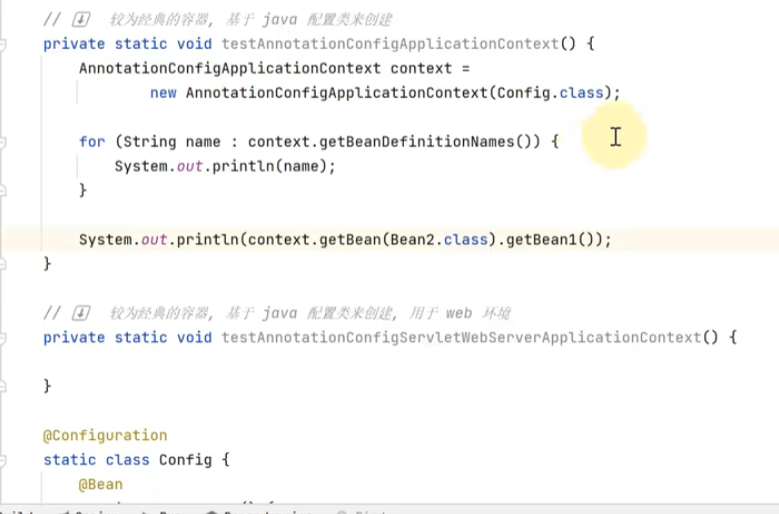 // ⬇️ 较为经典的容器, 基于 java 配置类来创建
private static void testAnnotationConfigApplicationContext() {
AnnotationConfigApplicationContext context =
new AnnotationConfigApplicationContext(Config.class);
for (String name : context.getBeanDefinitionNames()) {
System.out.println(name);
}
System.out.println(context.getBean(Bean2.class).getBean1());
}
// ⬇️ 较为经典的容器, 基于 java 配置类来创建, 用于 web 环境
private static void testAnnotationConfigServletWebServerApplicationContext() {
}
@Configuration
static class Config {
@Bean